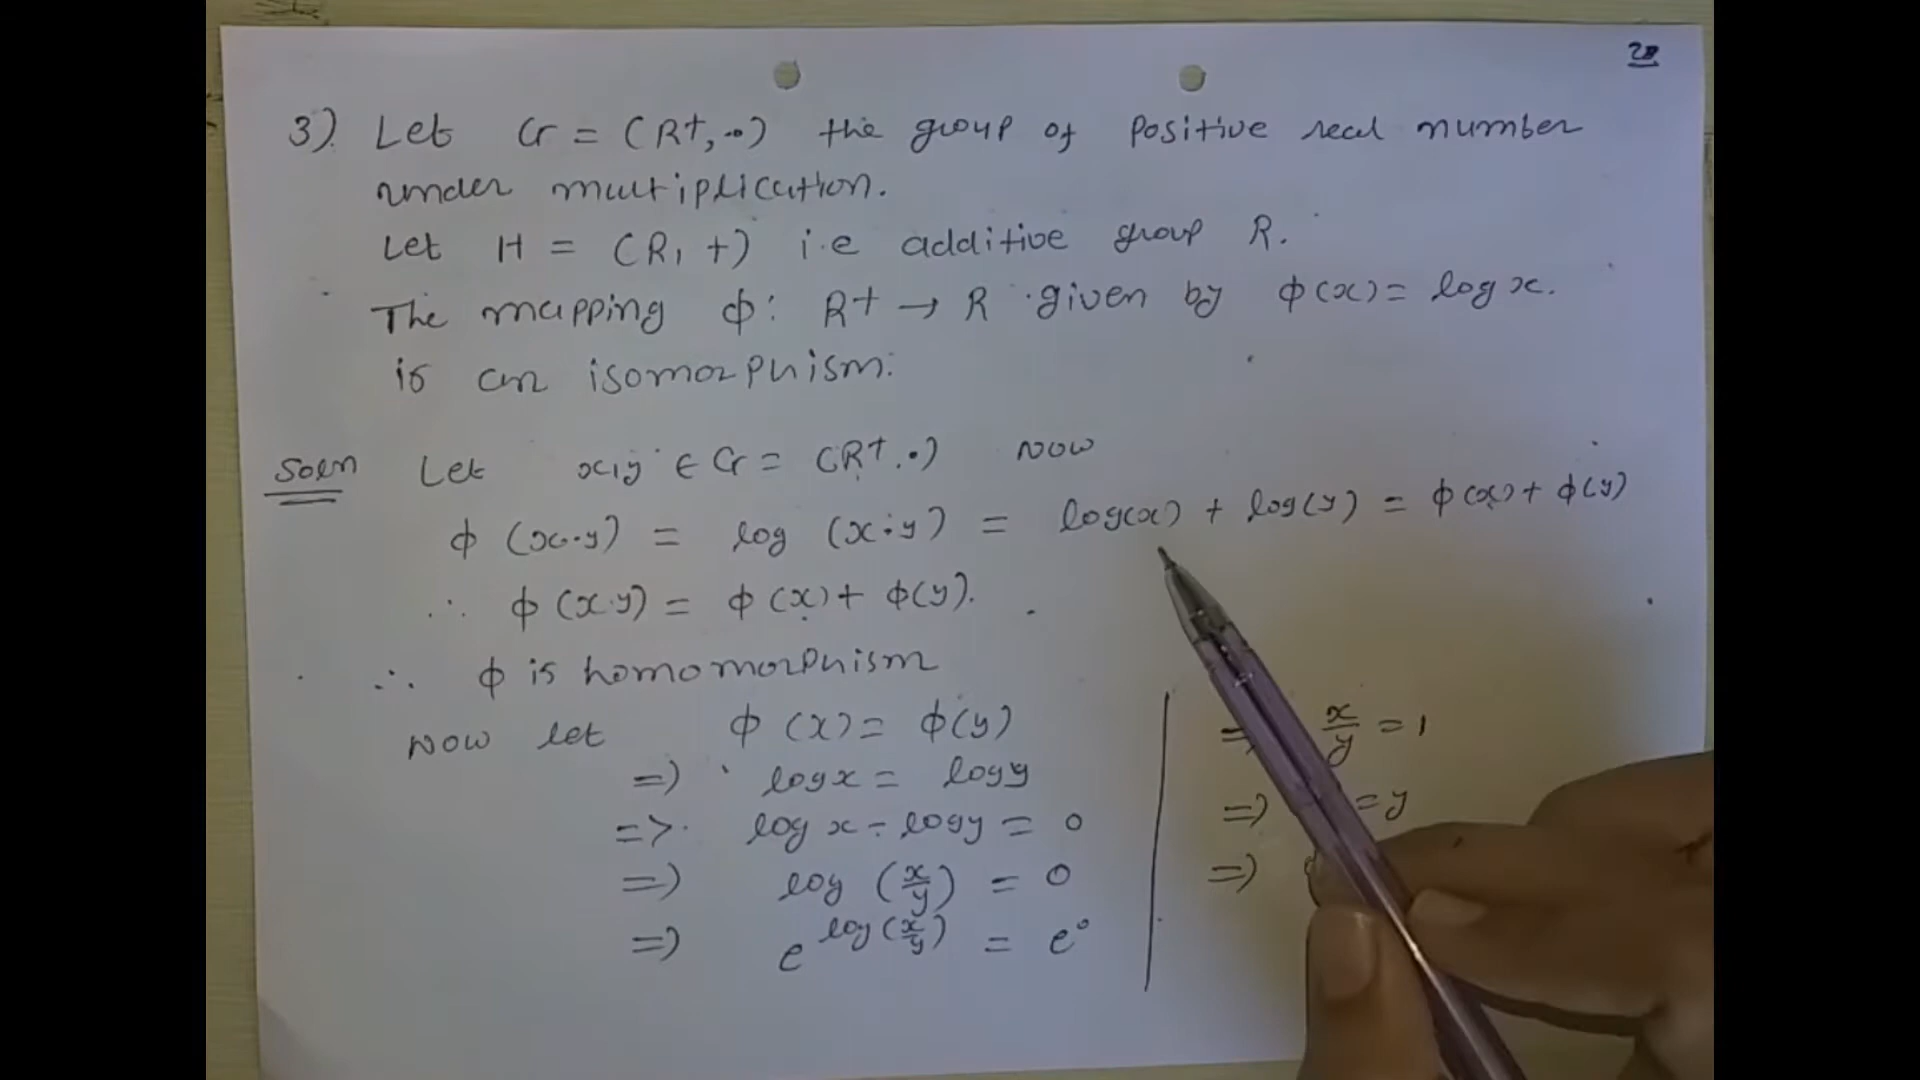 28
3). Let G = (R+, ·) the group of positive real number
under multiplication.
Let H = (R, +) i.e additive group R.
The mapping ϕ: R+ → R given by ϕ(x) = log x.
is an isomorphism.
Soln Let x,y ∈ G = (R+, ·) Now
ϕ (x·y) = log (x·y) = log(x) + log(y) = ϕ(x) + ϕ(y)
∴ ϕ (x·y) = ϕ (x) + ϕ(y).
∴ ϕ is homomorphism
Now let ϕ (x) = ϕ(y)
=> log x = log y
=> log x - log y = 0
=> log (x/y) = 0
=> e^log(x/y) = e^0
=> x/y = 1
=> = y
=>